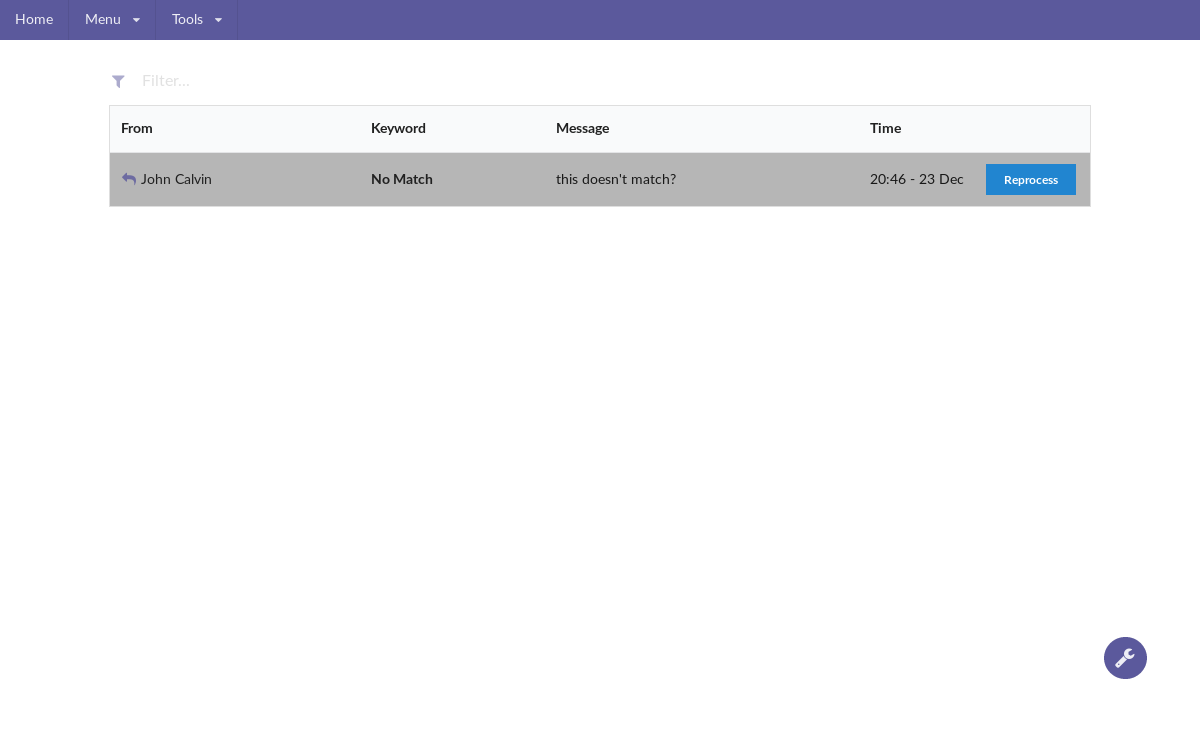 Home Menu Tools
Filter...
From Keyword Message Time
John Calvin No Match this doesn't match? 20:46 - 23 Dec Reprocess